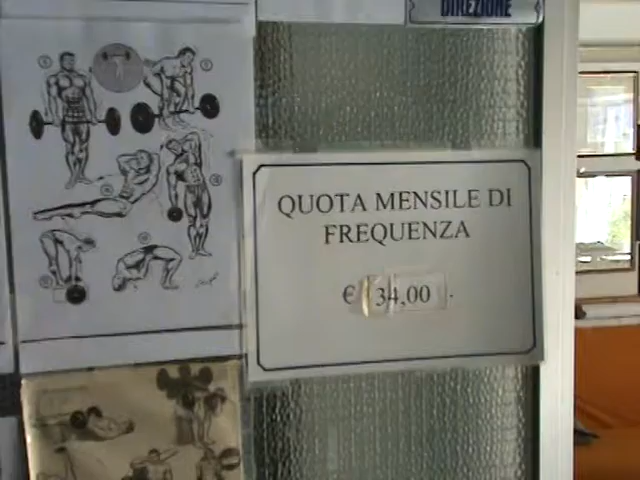 DIREZIONE
QUOTA MENSILE DI
FREQUENZA
€ 34,00.